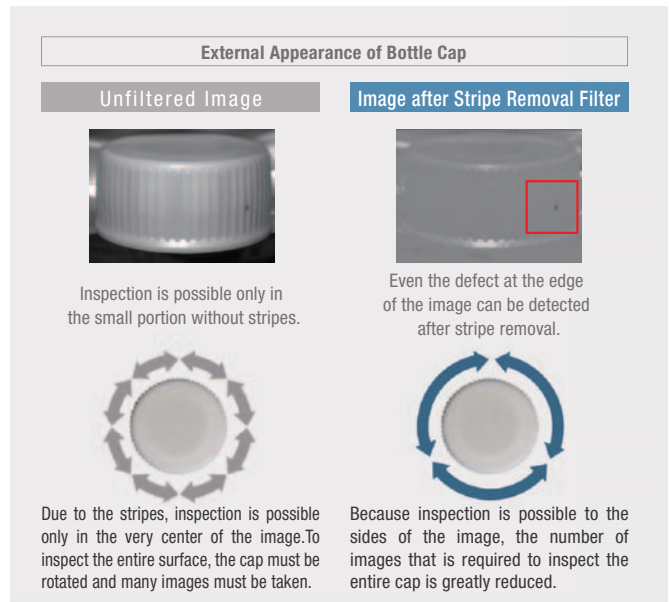 External Appearance of Bottle Cap
Unfiltered Image
Inspection is possible only in
the small portion without stripes.
Due to the stripes, inspection is possible
only in the very center of the image.To
inspect the entire surface, the cap must be
rotated and many images must be taken.
Image after Stripe Removal Filter
Even the defect at the edge
of the image can be detected
after stripe removal.
Because inspection is possible to the
sides of the image, the number of
images that is required to inspect the
entire cap is greatly reduced.